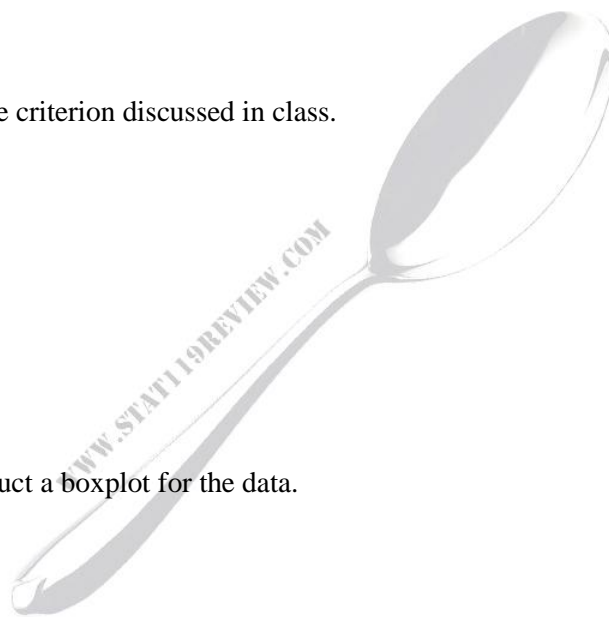 e criterion discussed in class.
WWW.STAT119REVIEW.COM
uct a boxplot for the data.